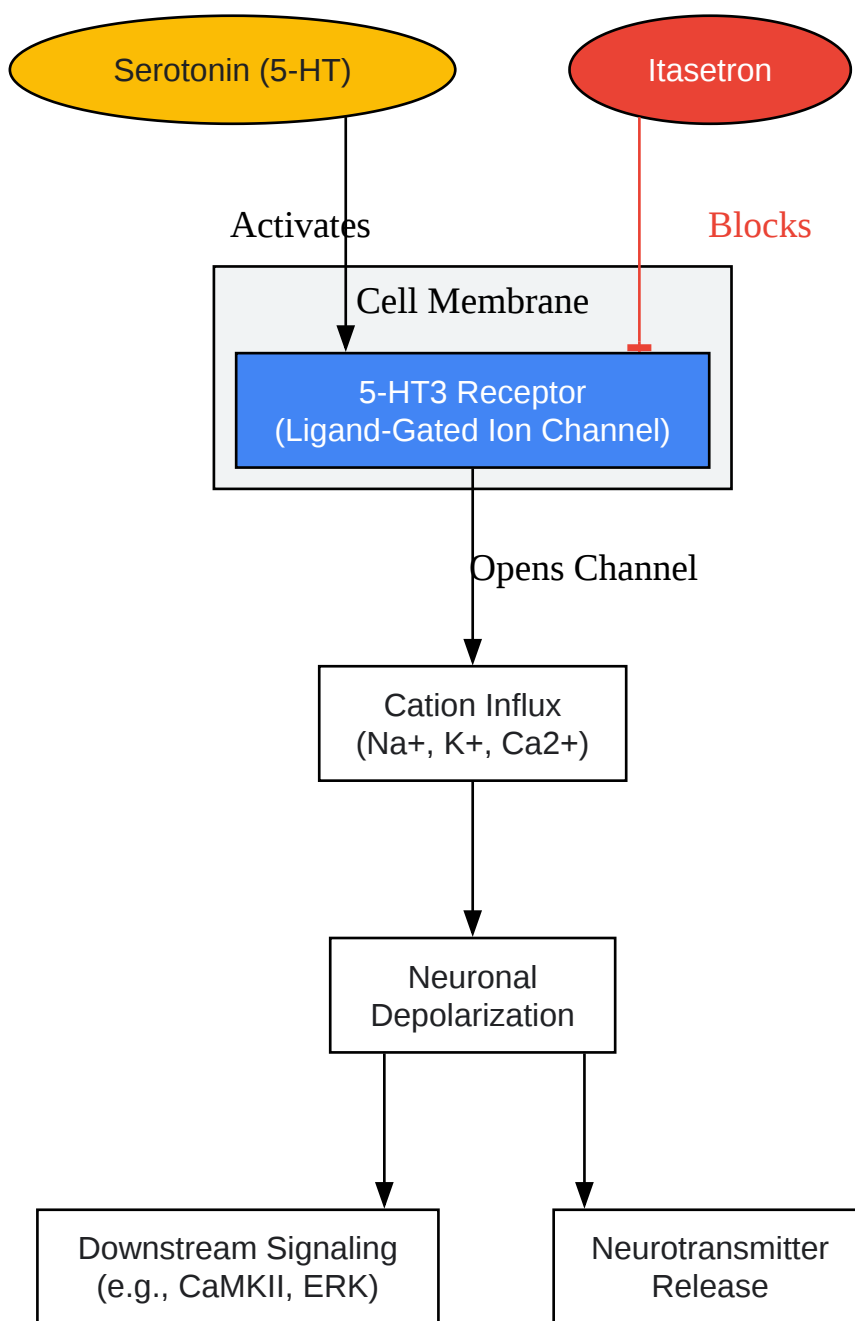 Serotonin (5-HT)
Itasetron
Activates
Blocks
Cell Membrane
5-HT3 Receptor
(Ligand-Gated Ion Channel)
Opens Channel
Cation Influx
(Na+, K+, Ca2+)
Neuronal
Depolarization
Downstream Signaling
(e.g., CaMKII, ERK)
Neurotransmitter
Release